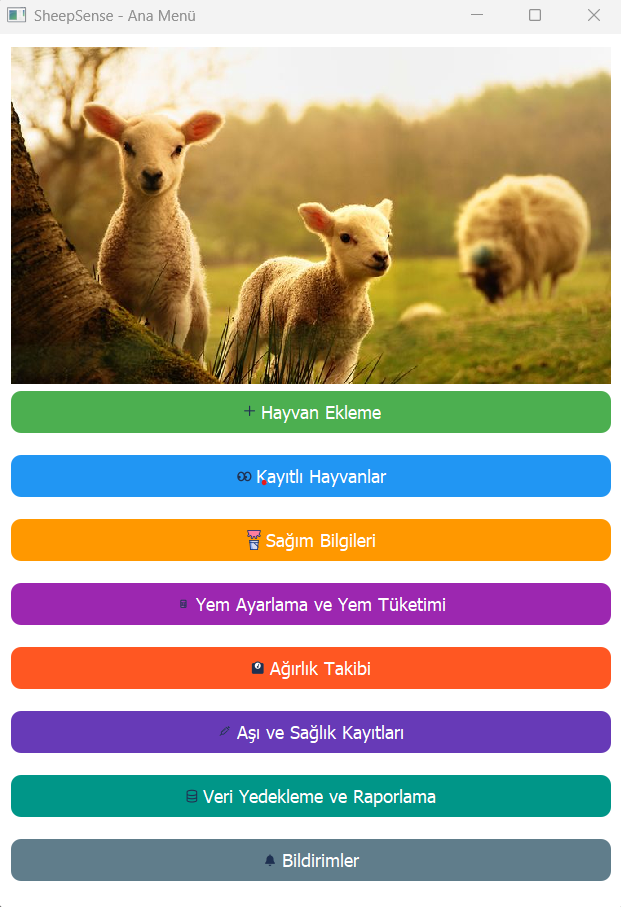 SheepSense - Ana Menü
Hayvan Ekleme
Kayıtlı Hayvanlar
Sağım Bilgileri
Yem Ayarlama ve Yem Tüketimi
Ağırlık Takibi
Aşı ve Sağlık Kayıtları
Veri Yedekleme ve Raporlama
Bildirimler